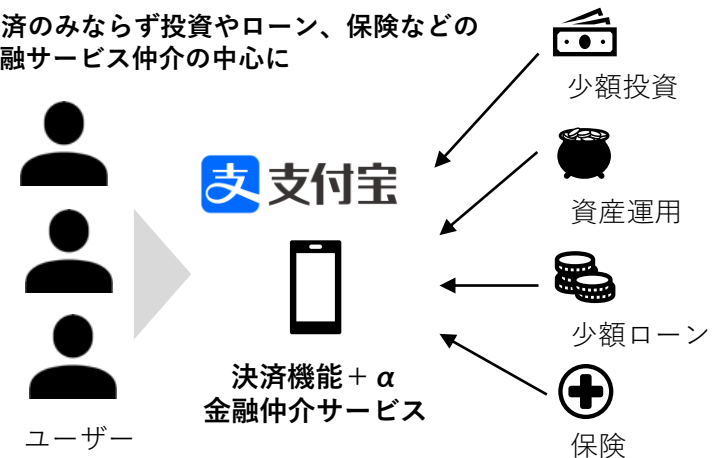 済のみならず投資やローン、保険などの
融サービス仲介の中心に
少額投資
支 支付宝
資産運用
少額ローン
決済機能＋α
金融仲介サービス
ユーザー
保険